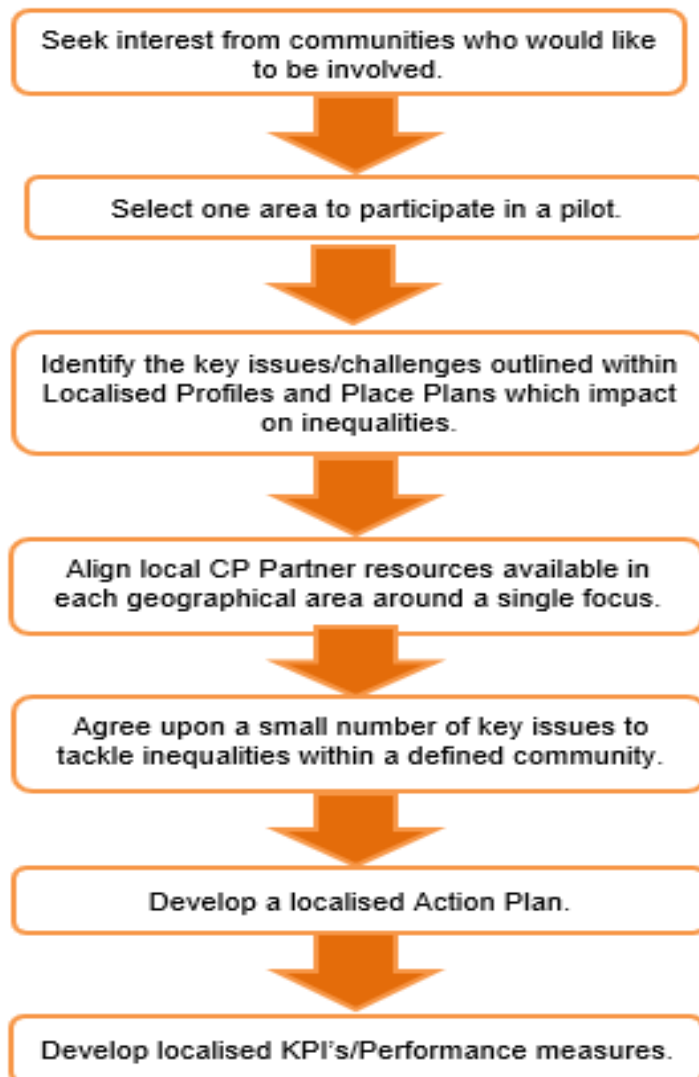 Seek interest from communities who would like
to be involved.
Select one area to participate in a pilot.
Identify the key issues/challenges outlined within
Localised Profiles and Place Plans which impact
on inequalities.
Align local CP Partner resources available in
each geographical area around a single focus.
Agree upon a small number of key issues to
tackle inequalities within a defined community.
Develop a localised Action Plan.
Develop localised KPI's/Performance measures.